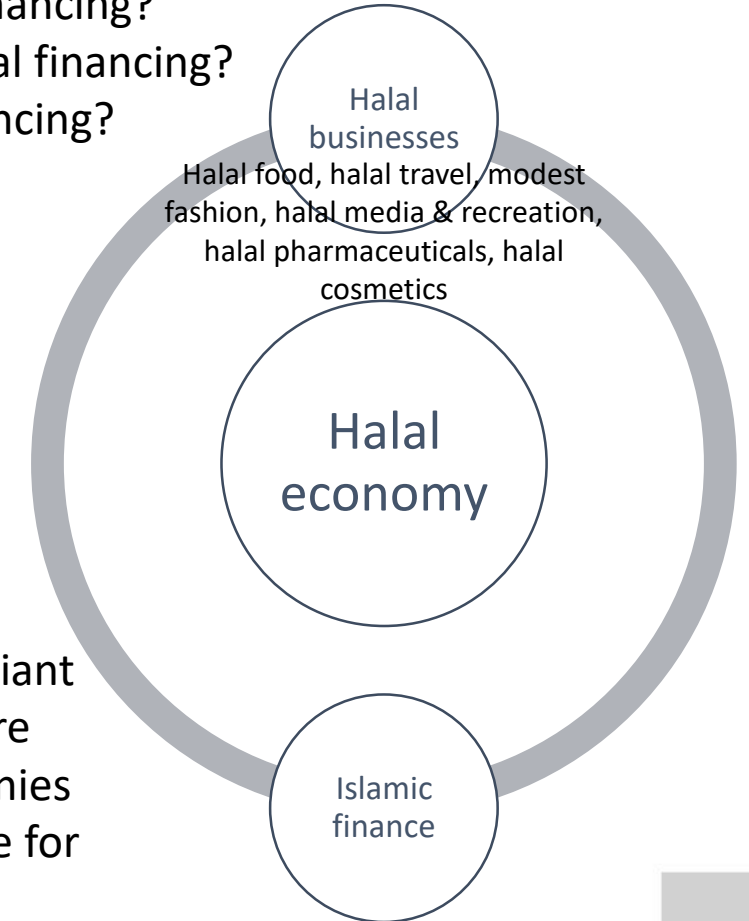 ancing?
al financing?
ncing?
Halal
businesses
Halal food, halal travel, modest
fashion, halal media & recreation,
halal pharmaceuticals, halal
cosmetics
Halal
economy
iant
re
nies
e for
Islamic
finance